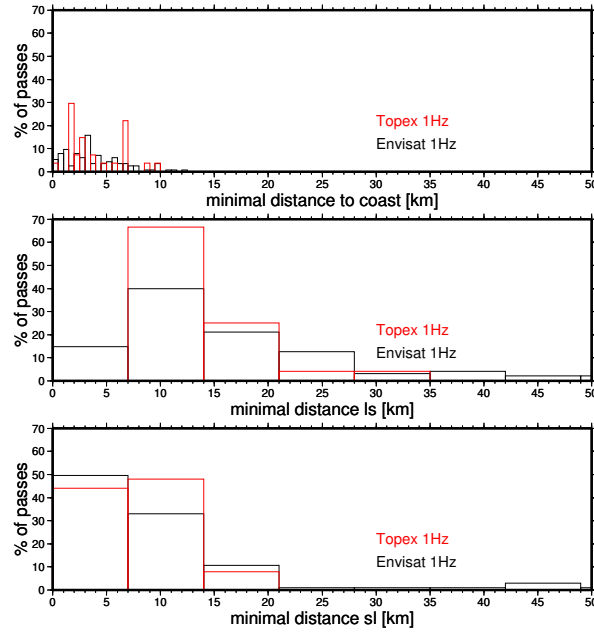 70
60
50
40
30
20
10
0
% of passes
Topex 1Hz
Envisat 1Hz
0 5 10 15 20 25 30 35 40 45 50
minimal distance to coast [km]
70
60
50
40
30
20
10
0
% of passes
Topex 1Hz
Envisat 1Hz
0 5 10 15 20 25 30 35 40 45 50
minimal distance ls [km]
70
60
50
40
30
20
10
0
% of passes
Topex 1Hz
Envisat 1Hz
0 5 10 15 20 25 30 35 40 45 50
minimal distance sl [km]